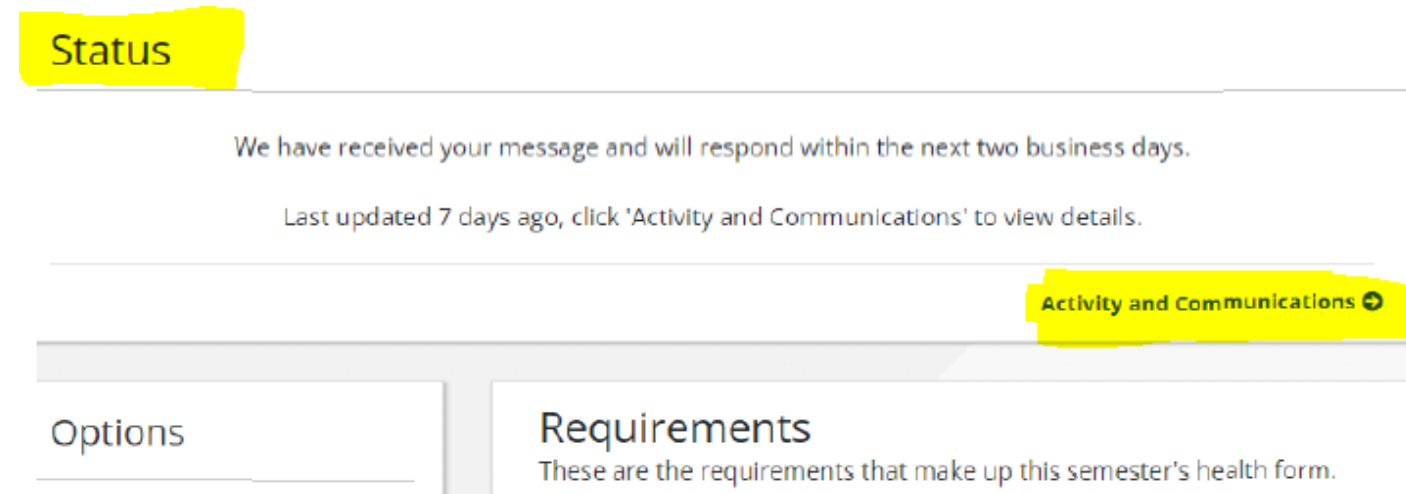 Status
We have received your message and will respond within the next two business days.
Last updated 7 days ago, click 'Activity and Communications' to view details.
Activity and Communications
Options
Requirements
These are the requirements that make up this semester's health form.